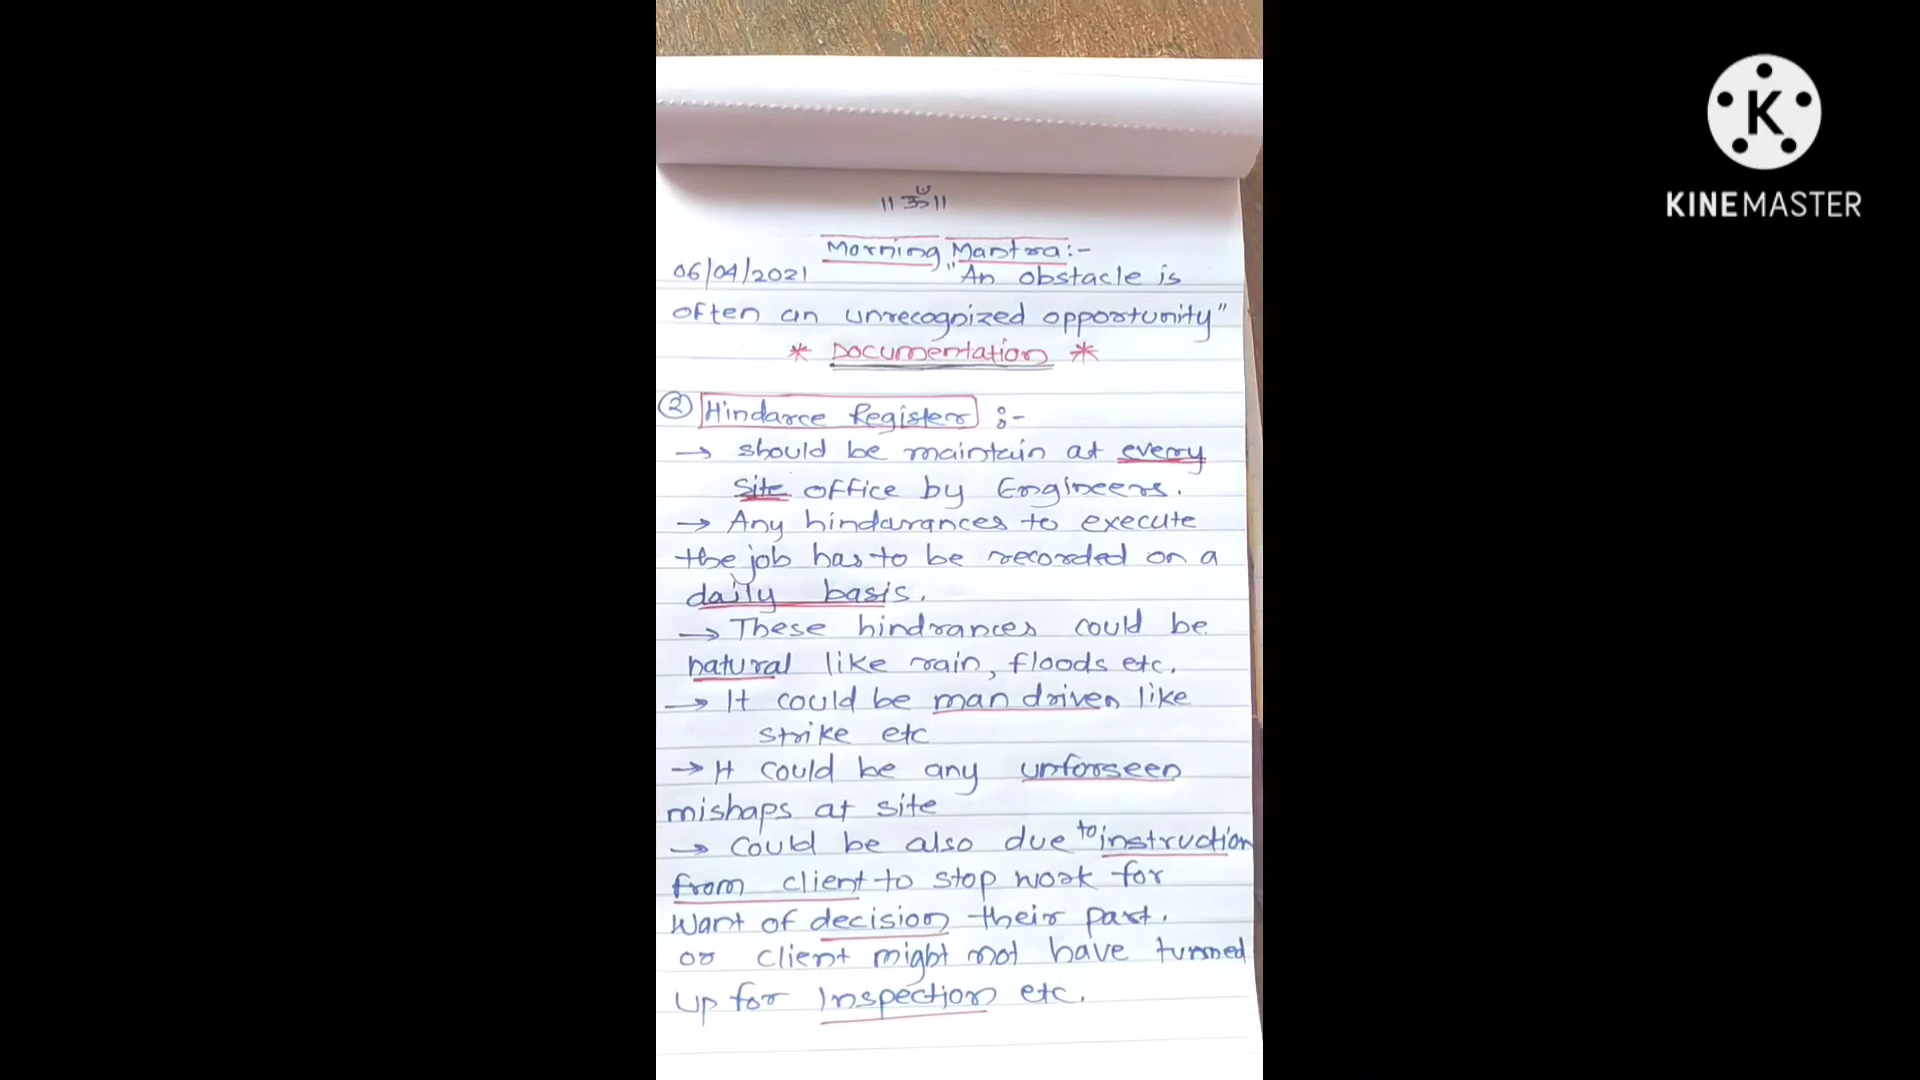 || ॐ ||
Morning Mantra:-
06/04/2021 "An obstacle is
often an unrecognized opportunity"
* Documentation *
② Hindarce Register :-
→ should be maintain at every
site office by Engineers.
→ Any hindarances to execute
the job has to be recorded on a
daily basis.
→ These hindrances could be
natural like rain, floods etc.
→ It could be man driven like
strike etc
→ It could be any unforseen
mishaps at site
→ Could be also due to instruction
from client to stop work for
want of decision their part.
or client might not have turned
up for Inspection etc.
K
KINEMASTER